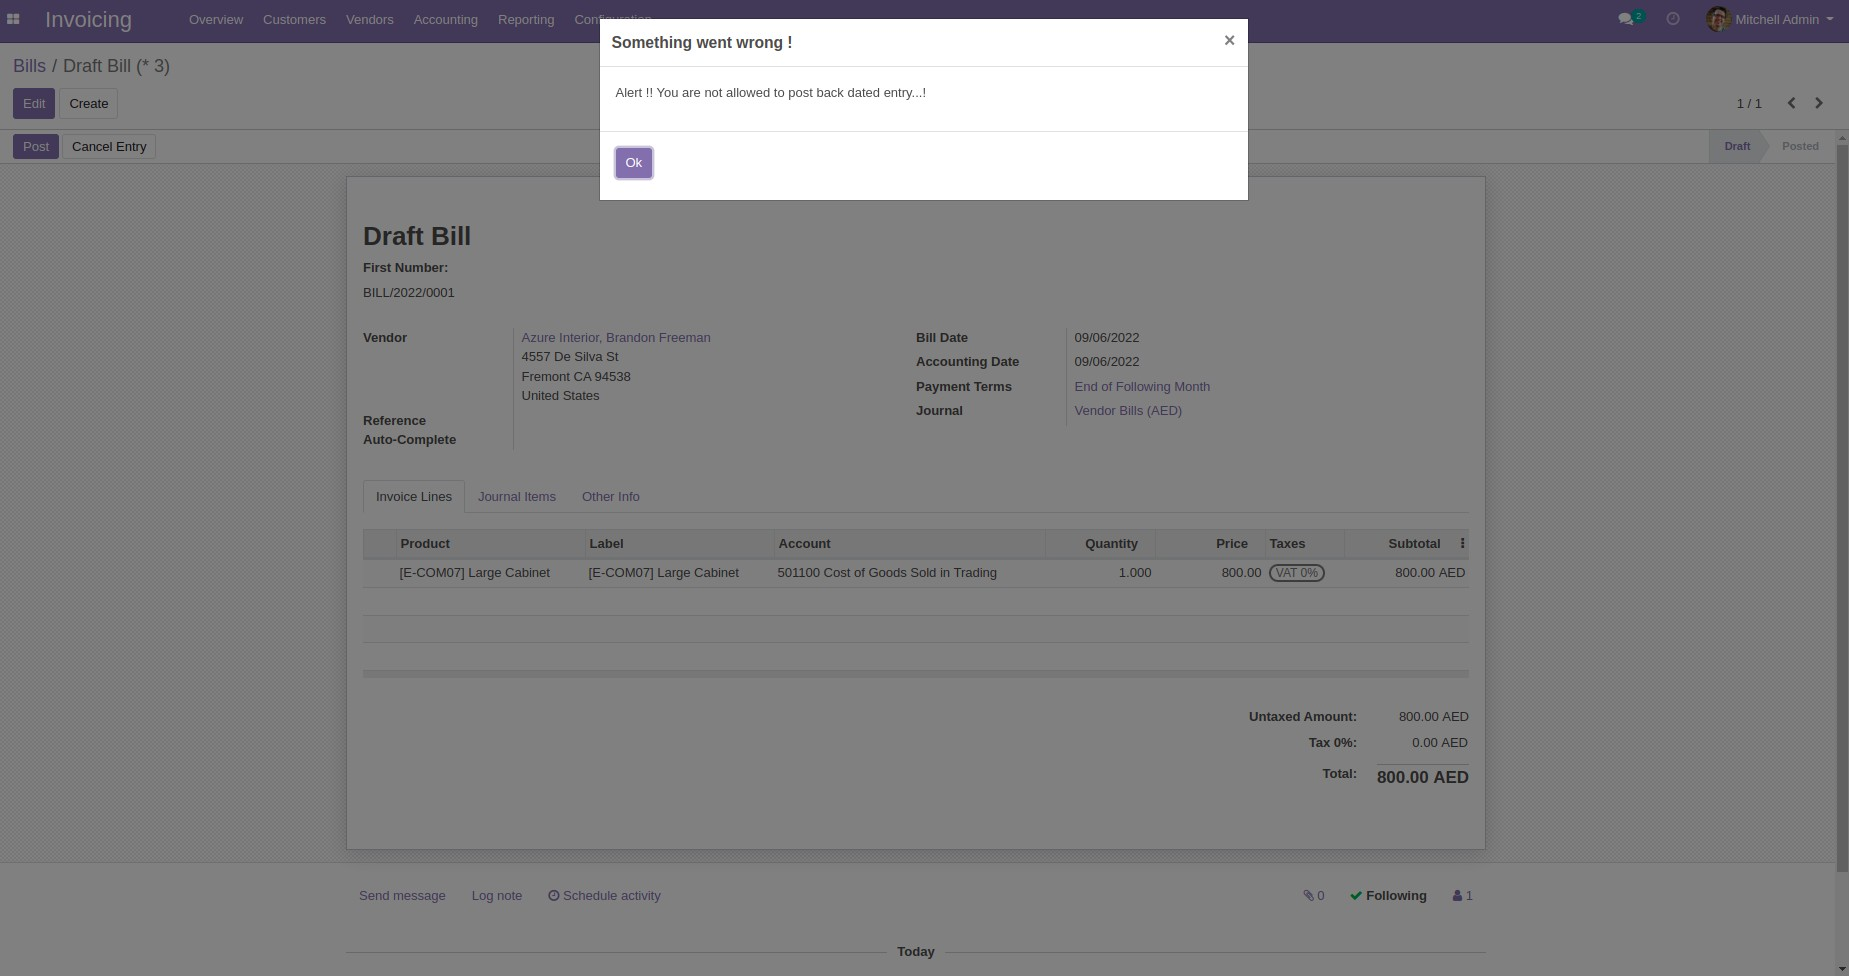 Invoicing
Overview Customers Vendors Accounting Reporting Configuration
2
Mitchell Admin
Something went wrong !
×
Bills / Draft Bill (* 3)
Alert !! You are not allowed to post back dated entry...!
Edit Create
1 / 1
Post Cancel Entry
Ok
Draft Posted
Draft Bill
First Number:
BILL/2022/0001
Vendor
Azure Interior, Brandon Freeman
4557 De Silva St
Fremont CA 94538
United States
Reference
Auto-Complete
Bill Date 09/06/2022
Accounting Date 09/06/2022
Payment Terms End of Following Month
Journal Vendor Bills (AED)
Invoice Lines Journal Items Other Info
Product Label Account Quantity Price Taxes Subtotal
[E-COM07] Large Cabinet [E-COM07] Large Cabinet 501100 Cost of Goods Sold in Trading 1.000 800.00 VAT 0% 800.00 AED
Untaxed Amount: 800.00 AED
Tax 0%: 0.00 AED
Total: 800.00 AED
Send message Log note Schedule activity 0 Following 1
Today